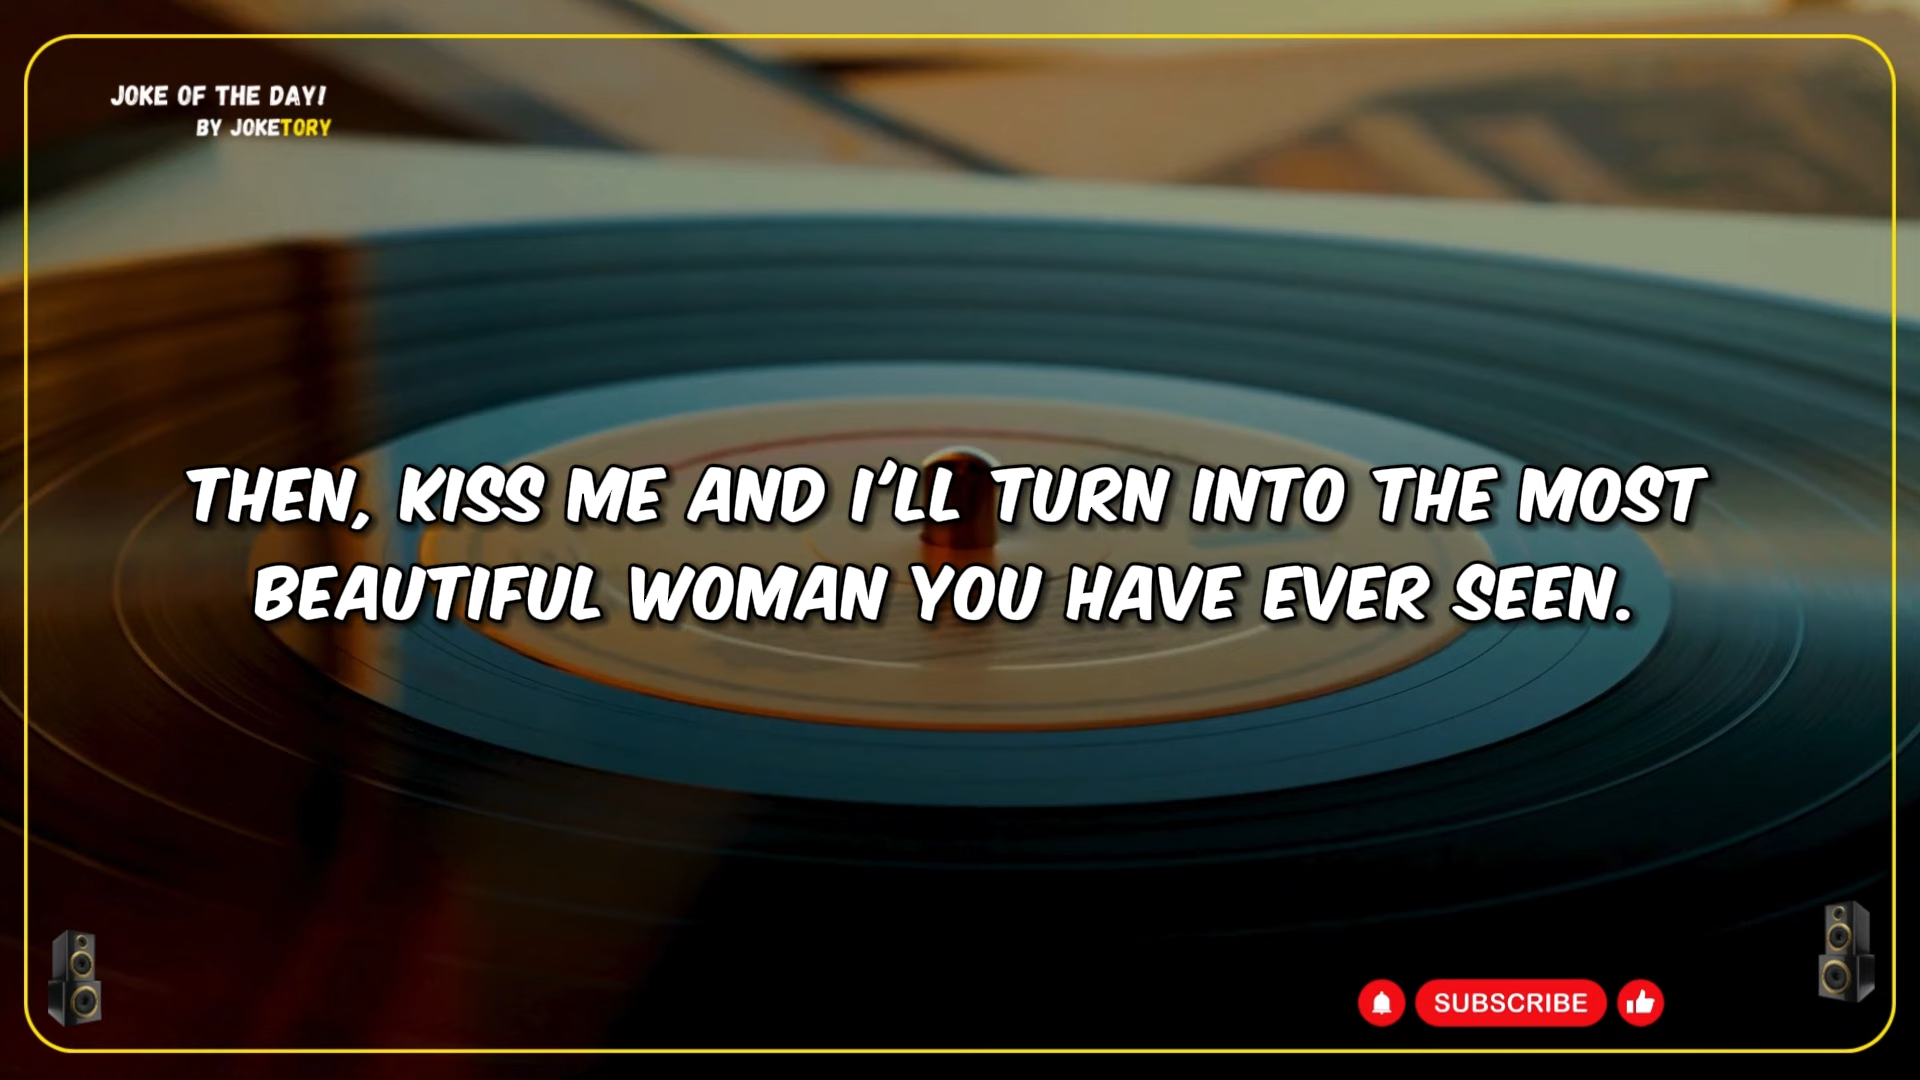 JOKE OF THE DAY!
BY JOKETORY
THEN, KISS ME AND I'LL TURN INTO THE MOST
BEAUTIFUL WOMAN YOU HAVE EVER SEEN.
SUBSCRIBE